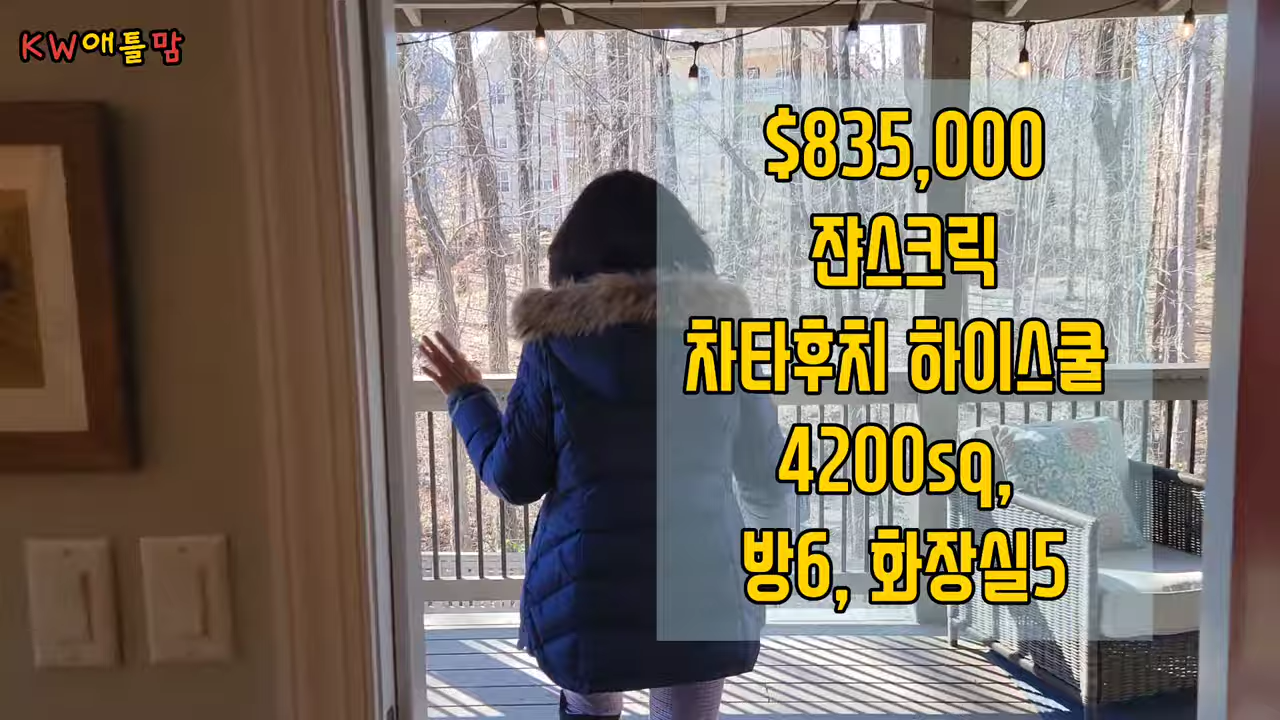 KW애틀맘
$835,000
쟌스크릭
차타후치 하이스쿨
4200sq,
방6, 화장실5